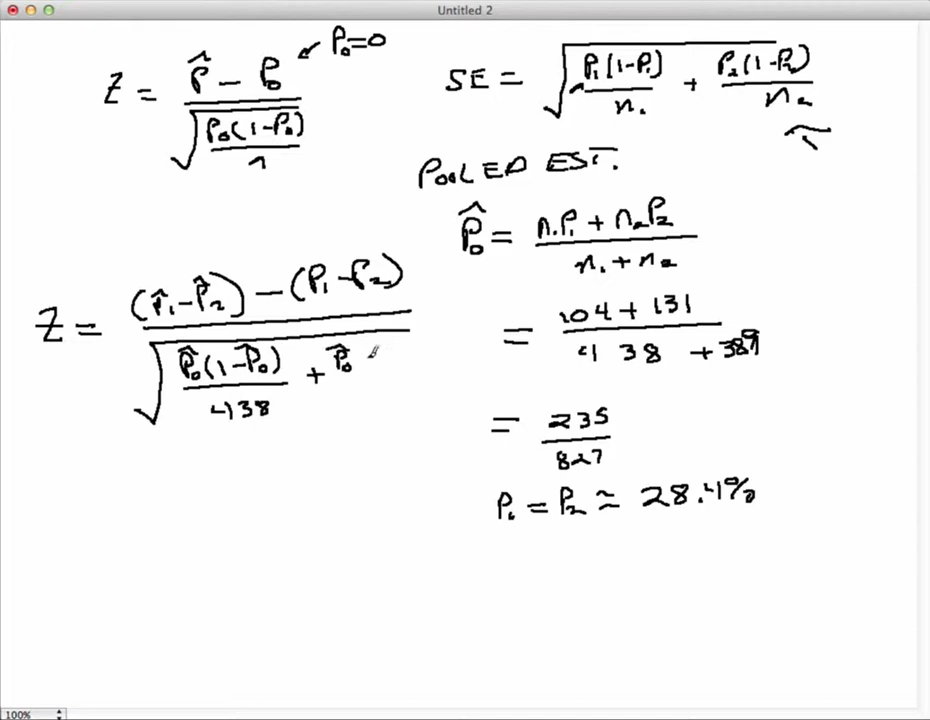 Untitled 2
Z = (p̂ - p₀) / √(p₀(1-p₀)/n)
p₀=0
SE = √(p₁(1-p₁)/n₁ + p₂(1-p₂)/n₂)
POOLED EST.
p̂₀ = (n₁p₁ + n₂p₂) / (n₁ + n₂)
= (104 + 131) / (438 + 389)
= 235 / 827
p₁ = p₂ ≈ 28.4%
Z = ((p̂₁-p̂₂) - (p₁-p₂)) / √(p̂₀(1-p̂₀)/438 + p̂₀
100%